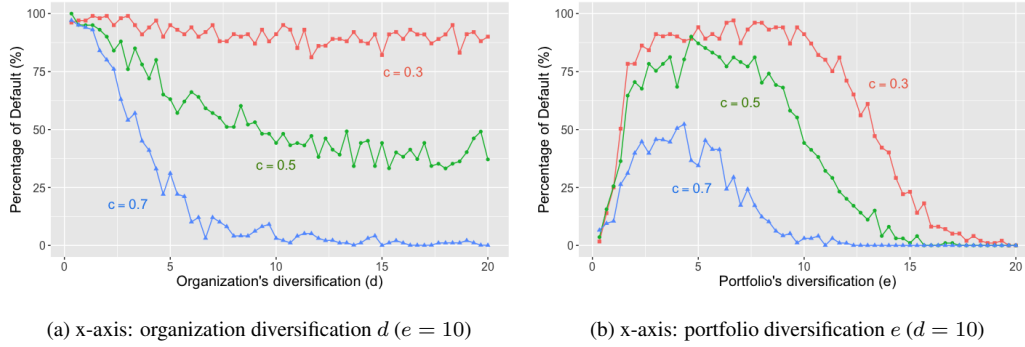 Percentage of Default (%)
100
75
50
25
0
c = 0.3
c = 0.5
c = 0.7
0 5 10 15 20
Organization's diversification (d)
(a) x-axis: organization diversification d (e = 10)
Percentage of Default (%)
100
75
50
25
0
c = 0.3
c = 0.5
c = 0.7
0 5 10 15 20
Portfolio's diversification (e)
(b) x-axis: portfolio diversification e (d = 10)